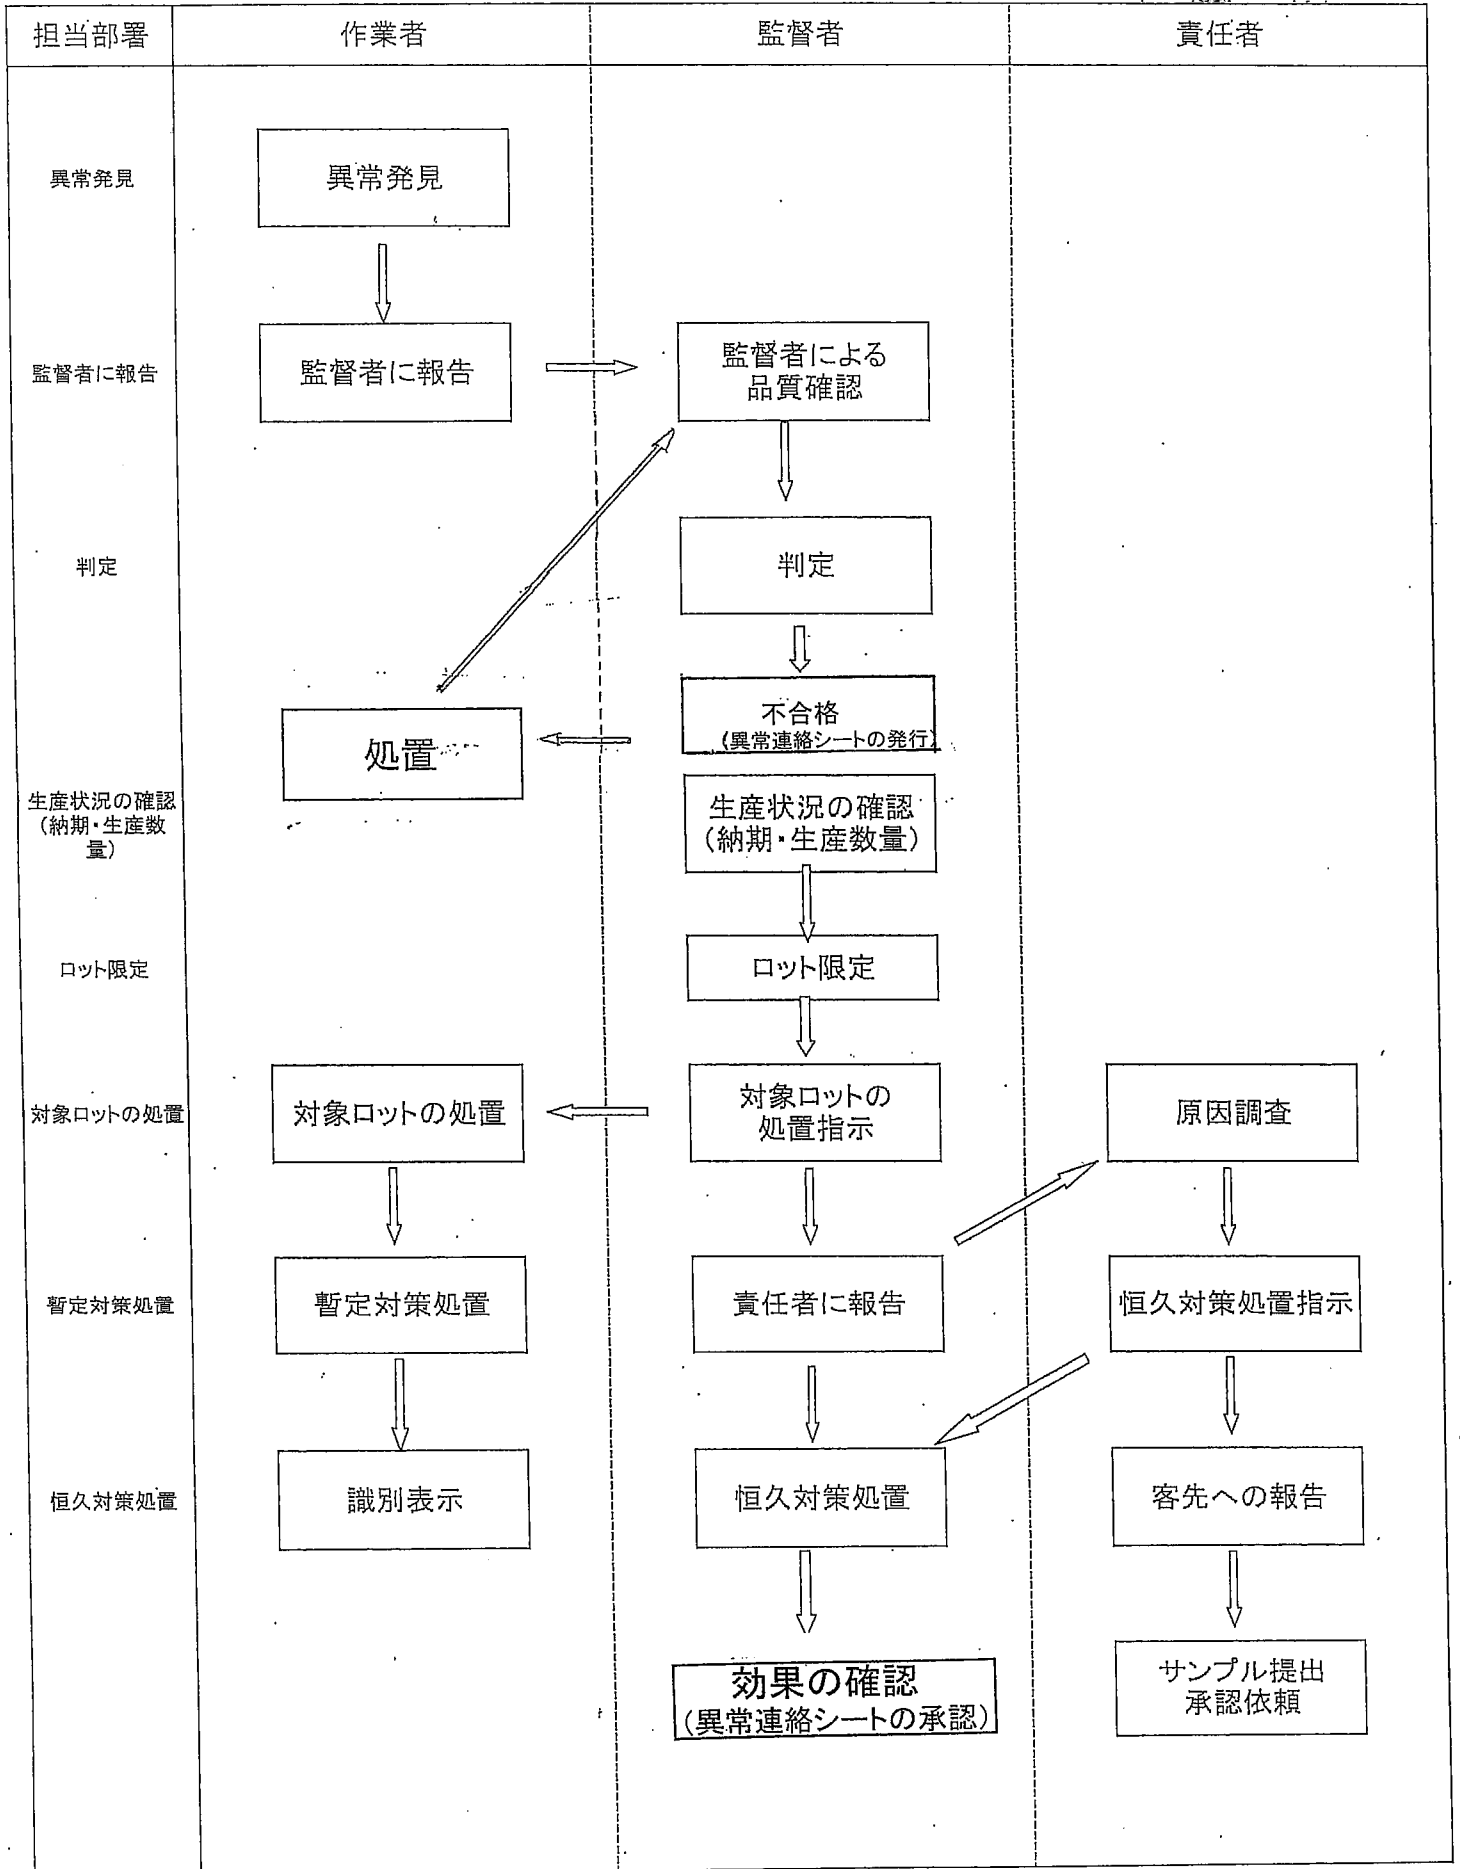 担当部署
作業者
監督者
責任者
異常発見
異常発見
監督者に報告
監督者に報告
監督者による
品質確認
判定
判定
不合格
(異常連絡シートの発行)
処置
生産状況の確認
(納期・生産数
量)
生産状況の確認
(納期・生産数量)
ロット限定
ロット限定
対象ロットの処置
対象ロットの処置
対象ロットの
処置指示
原因調査
暫定対策処置
暫定対策処置
責任者に報告
恒久対策処置指示
恒久対策処置
識別表示
恒久対策処置
客先への報告
効果の確認
(異常連絡シートの承認)
サンプル提出
承認依頼